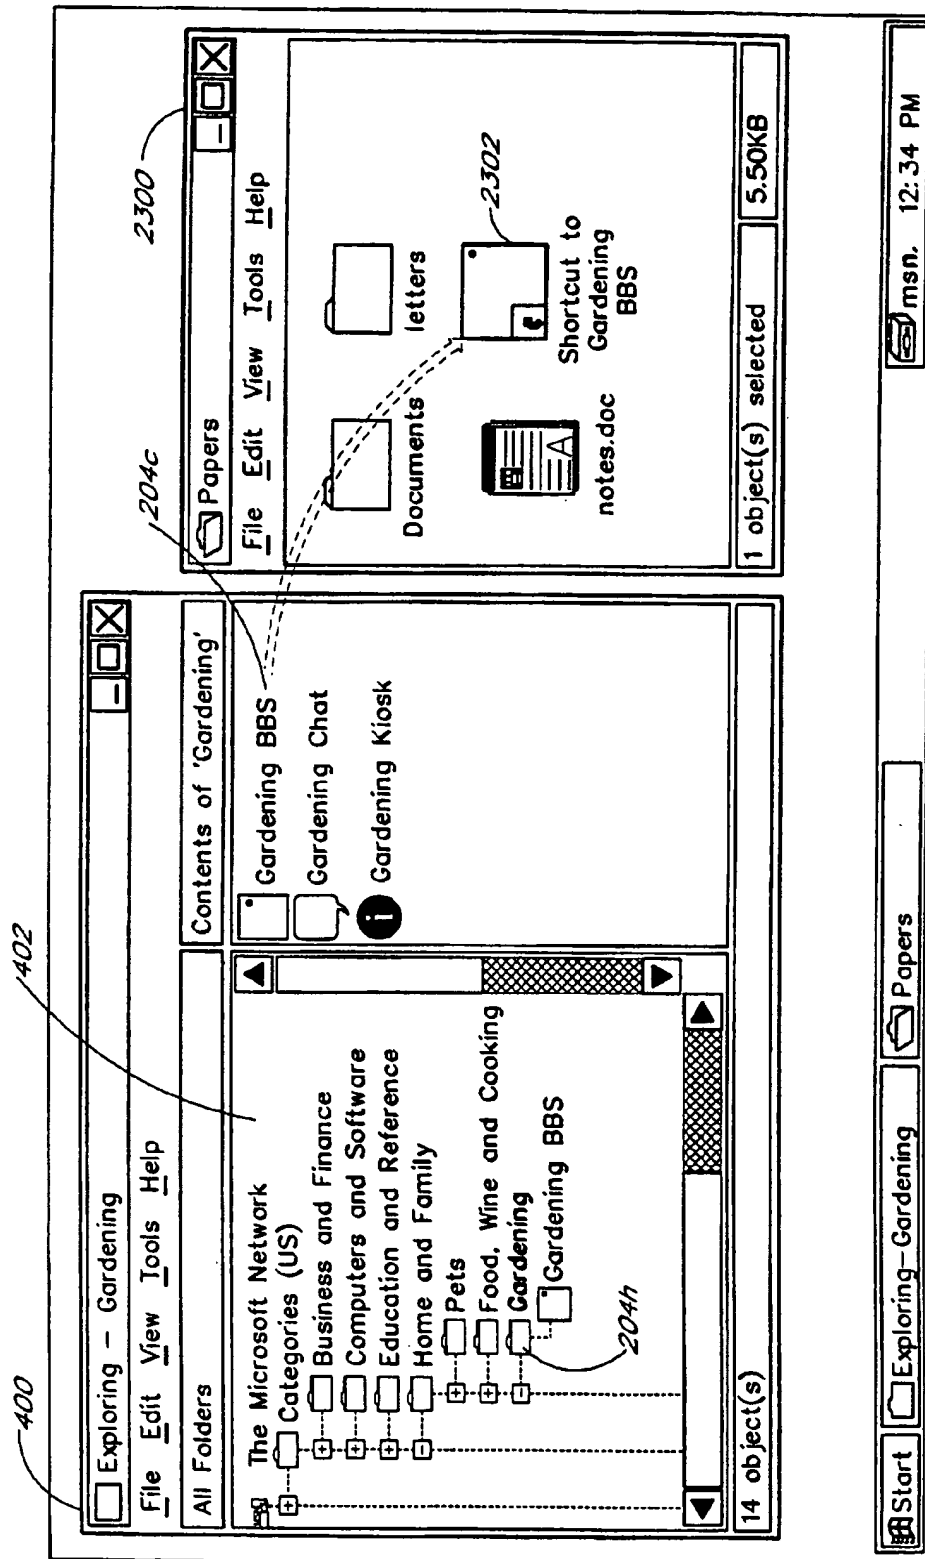 400
402
204c
2300
Exploring – Gardening
File Edit View Tools Help
All Folders
Contents of 'Gardening'
The Microsoft Network
Categories (US)
Business and Finance
Computers and Software
Education and Reference
Home and Family
Pets
Food, Wine and Cooking
Gardening
Gardening BBS
204h
Gardening BBS
Gardening Chat
Gardening Kiosk
14 object(s)
Papers
File Edit View Tools Help
Documents
letters
notes.doc
Shortcut to
Gardening
BBS
2302
1 object(s) selected
5.50KB
Start
Exploring–Gardening
Papers
msn. 12:34 PM